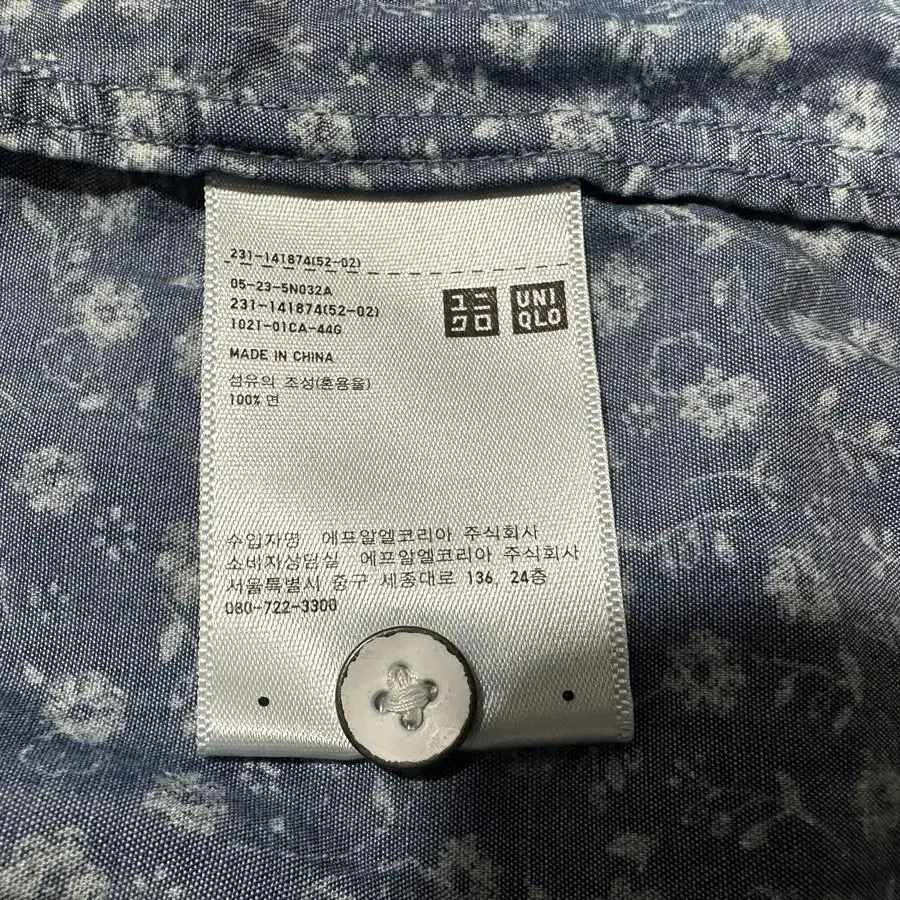 231-141874(52-02)
05-23-5N032A
231-141874(52-02)
1021-01CA-44G
ユニ
クロ
UNI
QLO
MADE IN CHINA
섬유의 조성(혼용율)
100% 면
수입자명 에프알엘코리아 주식회사
소비자상담실 에프알엘코리아 주식회사
서울특별시 중구 세종대로 136, 24층
080-722-3300